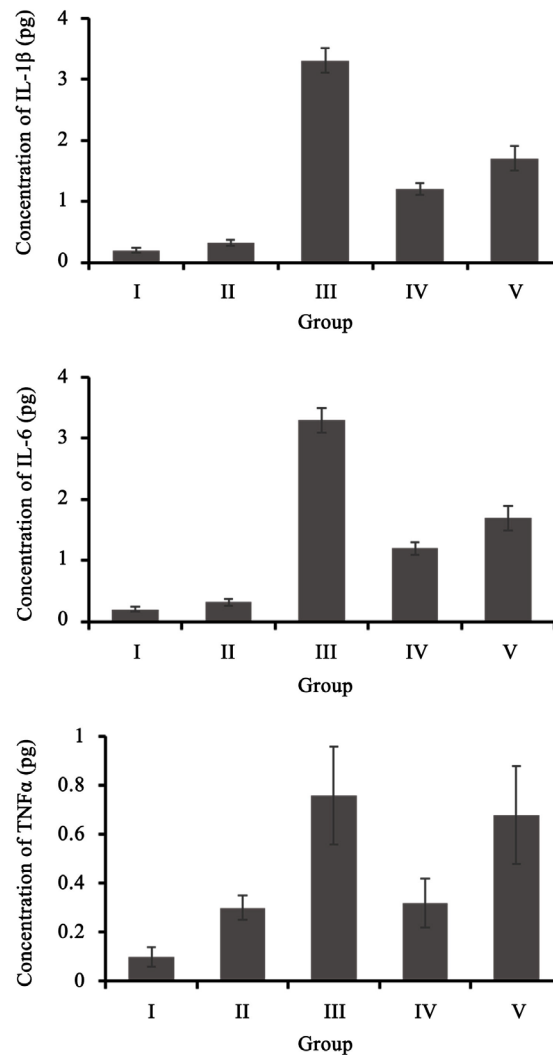 Concentration of IL-1β (pg)
4
3
2
1
0
I II III IV V
Group
Concentration of IL-6 (pg)
4
3
2
1
0
I II III IV V
Group
Concentration of TNFα (pg)
1
0.8
0.6
0.4
0.2
0
I II III IV V
Group